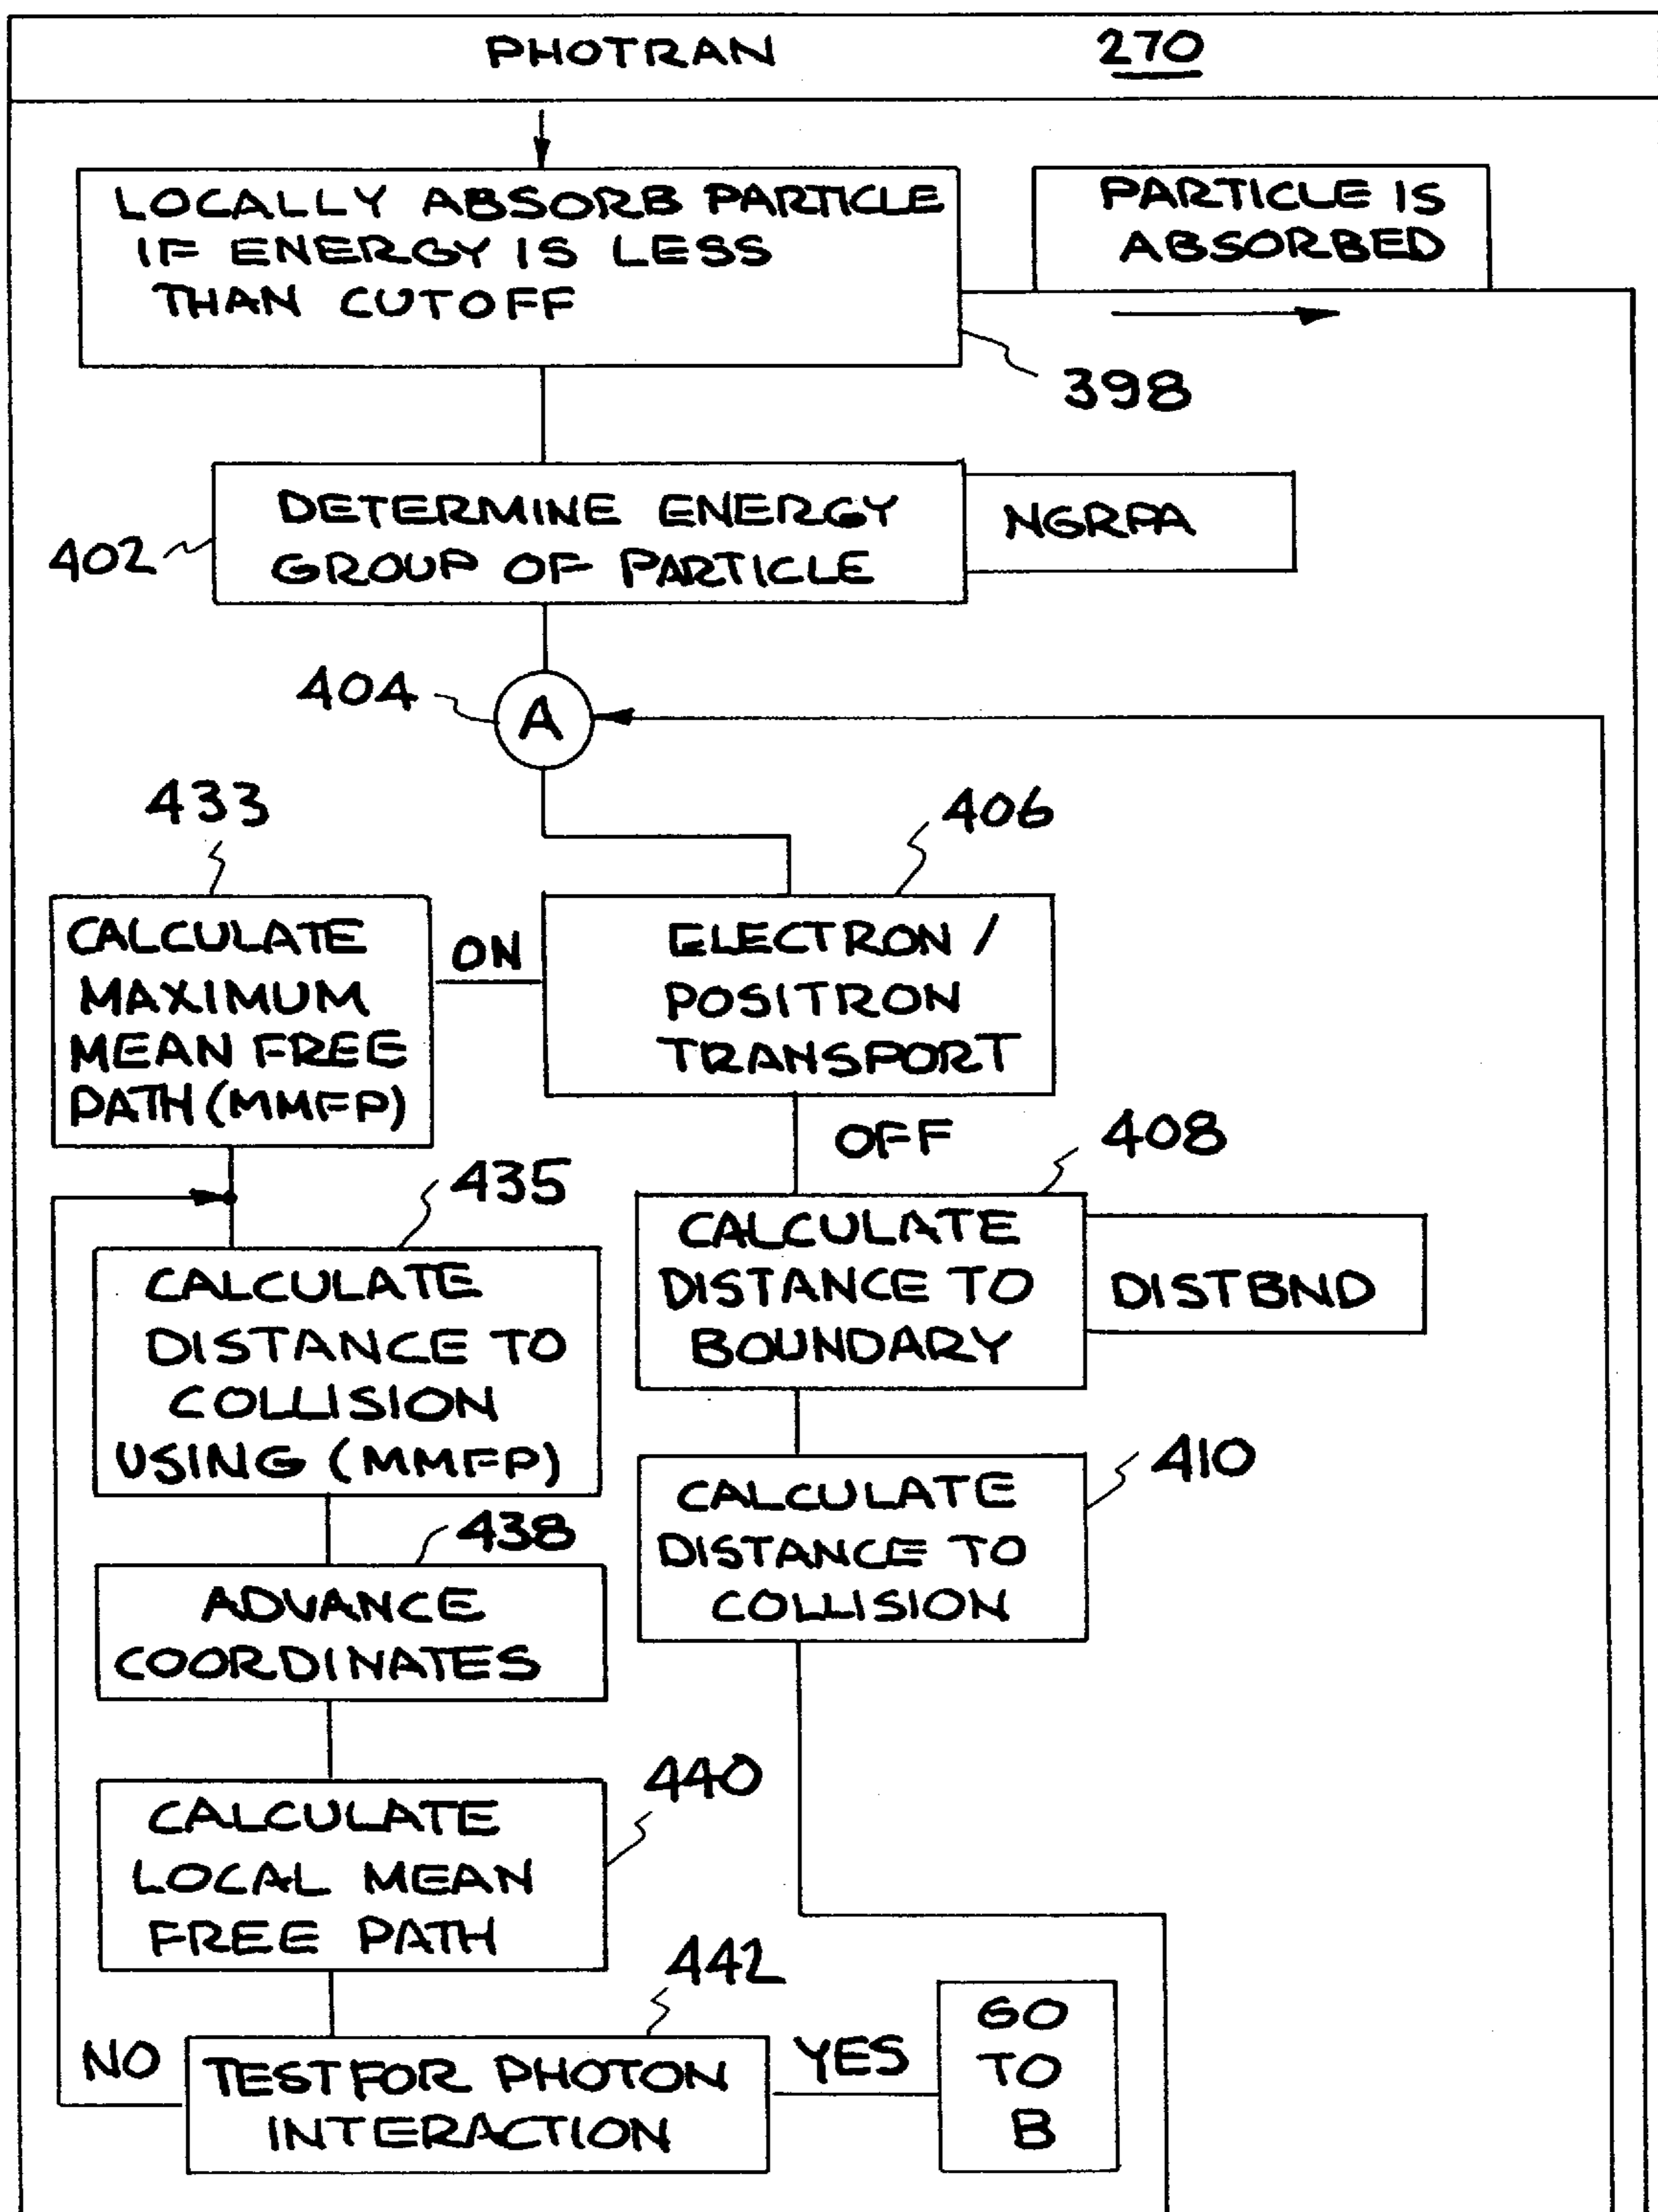 PHOTRAN 270
LOCALLY ABSORB PARTICLE
IF ENERGY IS LESS
THAN CUTOFF
PARTICLE IS
ABSORBED
398
DETERMINE ENERGY
GROUP OF PARTICLE
NGRPA
402
404
A
433
406
CALCULATE
MAXIMUM
MEAN FREE
PATH (MMFP)
ON
ELECTRON /
POSITRON
TRANSPORT
OFF
408
435
CALCULATE
DISTANCE TO
BOUNDARY
DISTBND
CALCULATE
DISTANCE TO
COLLISION
USING (MMFP)
410
CALCULATE
DISTANCE TO
COLLISION
438
ADVANCE
COORDINATES
440
CALCULATE
LOCAL MEAN
FREE PATH
442
NO
TEST FOR PHOTON
INTERACTION
YES
GO
TO
B